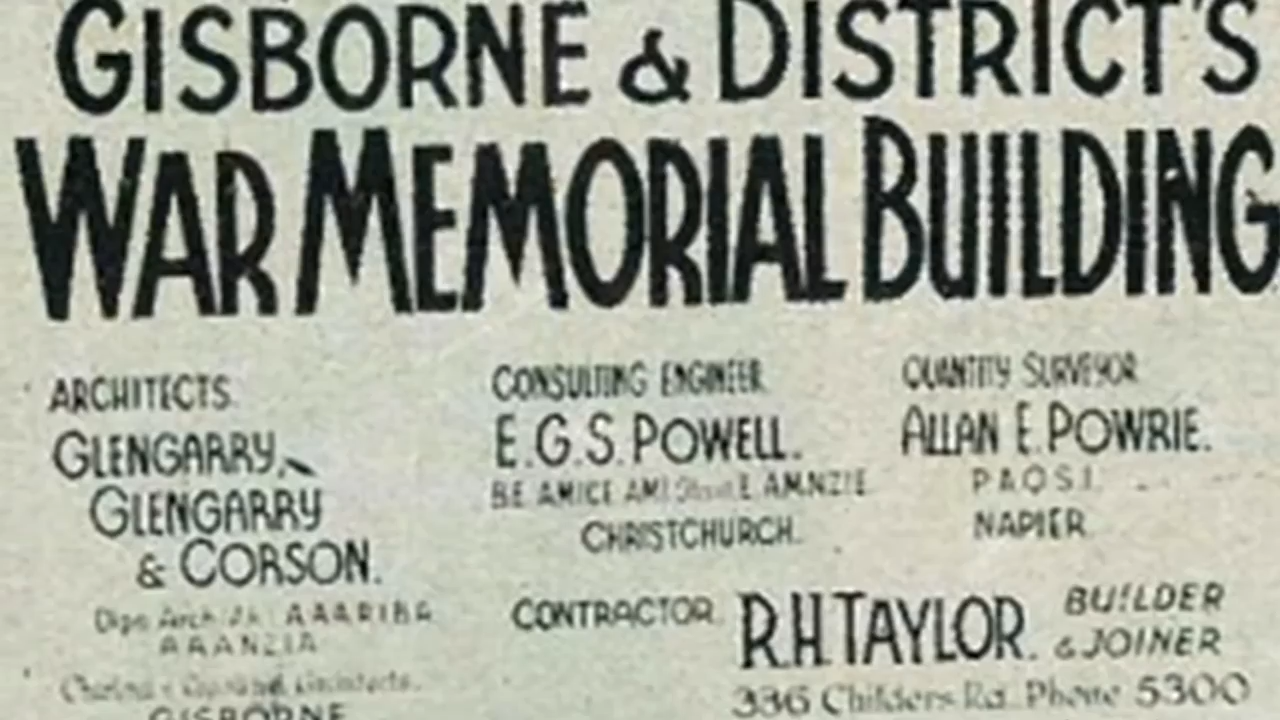 GISBORNE & DISTRICT'S
WAR MEMORIAL BUILDING
ARCHITECTS
GLENGARRY,
GLENGARRY
& CORSON.
A.A.A.R.I.B.A
A.R.A.N.Z.I.A
GISBORNE
CONSULTING ENGINEER
E.G.S. POWELL.
B.E. A.M.I.C.E. A.M.I. E. A.M.N.Z.I.E.
CHRISTCHURCH.
QUANTITY SURVEYOR
ALLAN E. POWRIE.
P.A.Q.S.I.
NAPIER.
CONTRACTOR. R.H. TAYLOR. BUILDER
& JOINER
336 Childers Rd. Phone 5300